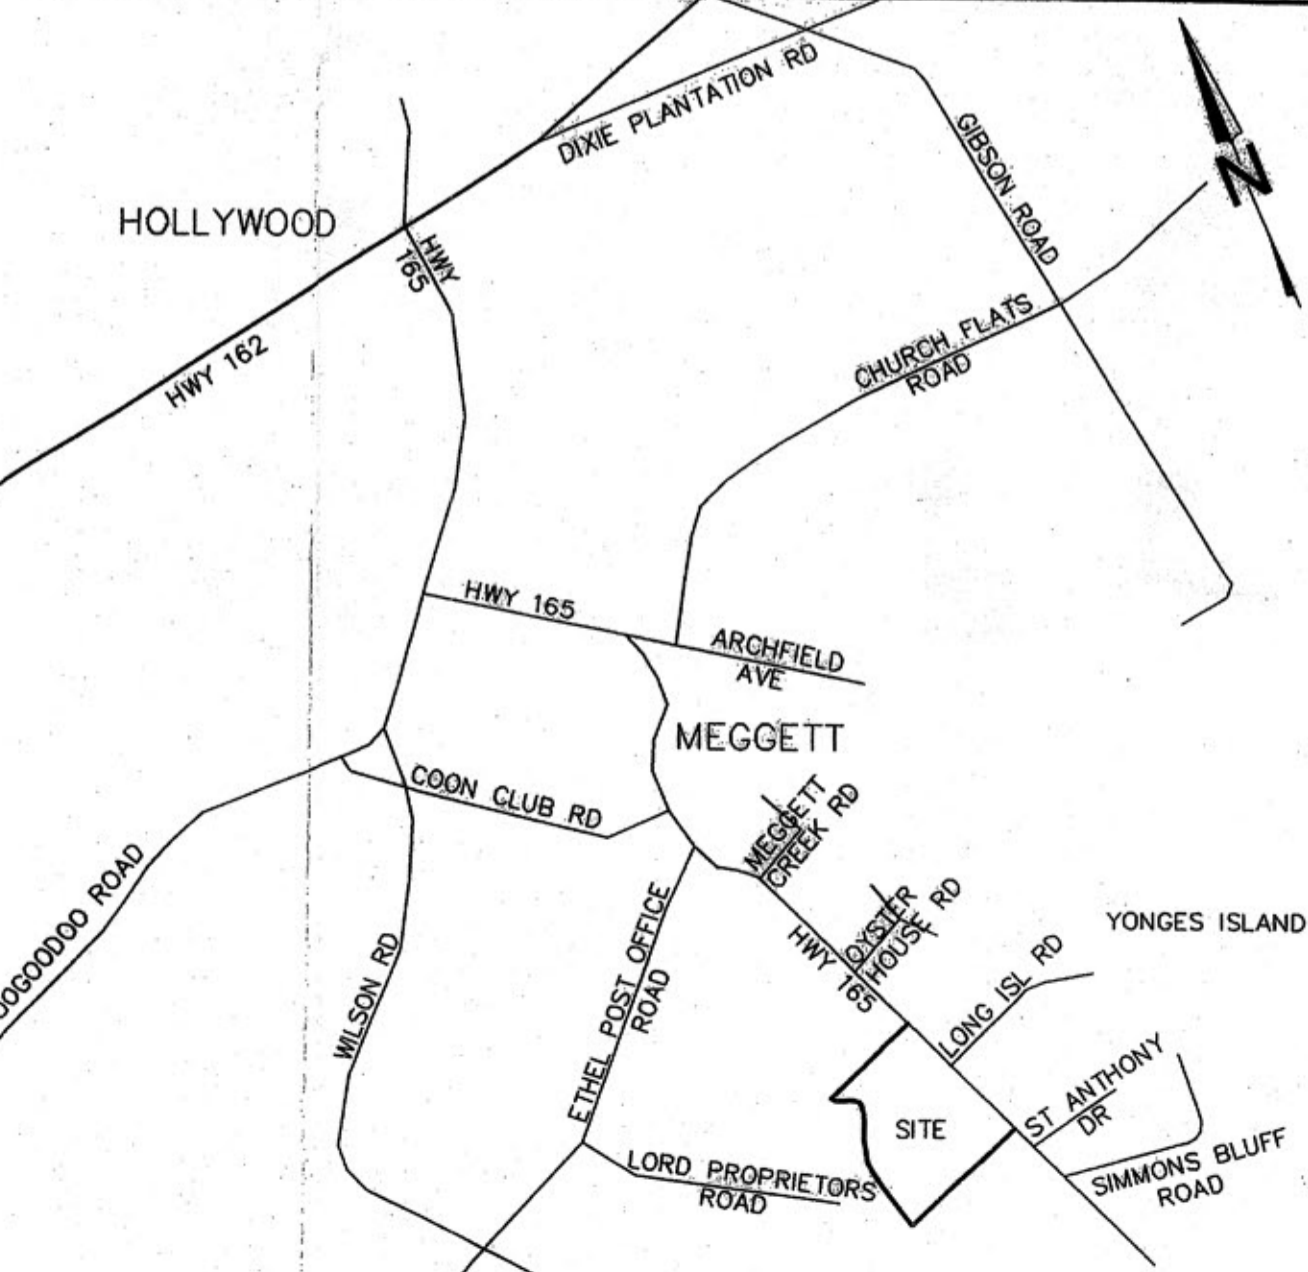 DIXIE PLANTATION RD
GIBSON ROAD
N
HOLLYWOOD
HWY
165
HWY 162
CHURCH FLATS
ROAD
HWY 165
ARCHFIELD
AVE
MEGGETT
COON CLUB RD
MEGGETT
CREEK RD
OYSTER
HOUSE RD
YONGES ISLAND
HWY 165
LONG ISL RD
OGOODOO ROAD
WILSON RD
ETHEL POST OFFICE
ROAD
SITE
ST ANTHONY
DR
SIMMONS BLUFF
ROAD
LORD PROPRIETORS
ROAD